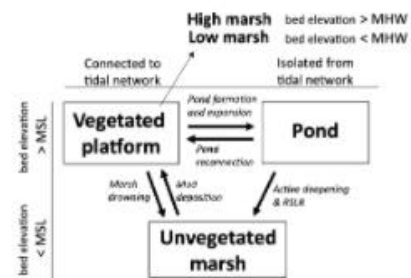 High marsh bed elevation > MHW
Low marsh bed elevation < MHW
Connected to
tidal network
Isolated from
tidal network
bed elevation
> MSL
Vegetated
platform
Pond formation
and expansion
Pond
reconnection
Pond
Marsh
drowning
Mud
deposition
Active deepening
& RSLR
bed elevation
< MSL
Unvegetated
marsh